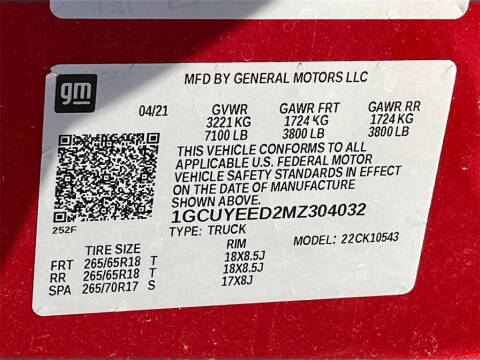 MFD BY GENERAL MOTORS LLC
gm
04/21 GVWR GAWR FRT GAWR RR
3221 KG 1724 KG 1724 KG
7100 LB 3800 LB 3800 LB
THIS VEHICLE CONFORMS TO ALL
APPLICABLE U.S. FEDERAL MOTOR
VEHICLE SAFETY STANDARDS IN EFFECT
ON THE DATE OF MANUFACTURE
SHOWN ABOVE.
1GCUYEED2MZ304032
252F
TYPE: TRUCK MODEL: 22CK10543
TIRE SIZE RIM
FRT 265/65R18 T 18X8.5J
RR 265/65R18 T 18X8.5J
SPA 265/70R17 S 17X8J